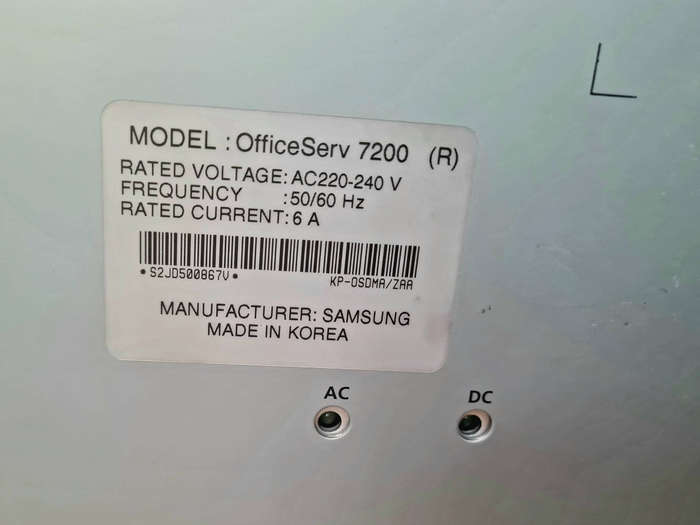 MODEL : OfficeServ 7200 (R)
RATED VOLTAGE: AC220-240 V
FREQUENCY : 50/60 Hz
RATED CURRENT: 6 A
• S2JD500867V • KP-OSDMA/ZAA
MANUFACTURER: SAMSUNG
MADE IN KOREA
AC DC